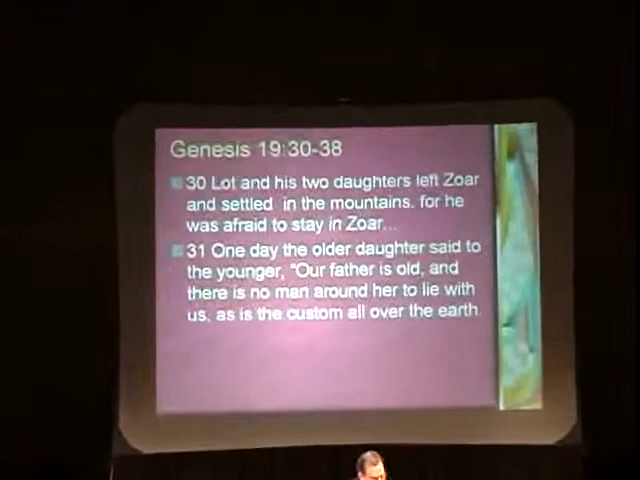 Genesis 19:30-38
30 Lot and his two daughters left Zoar
and settled in the mountains. for he
was afraid to stay in Zoar...
31 One day the older daughter said to
the younger, "Our father is old, and
there is no man around her to lie with
us, as is the custom all over the earth